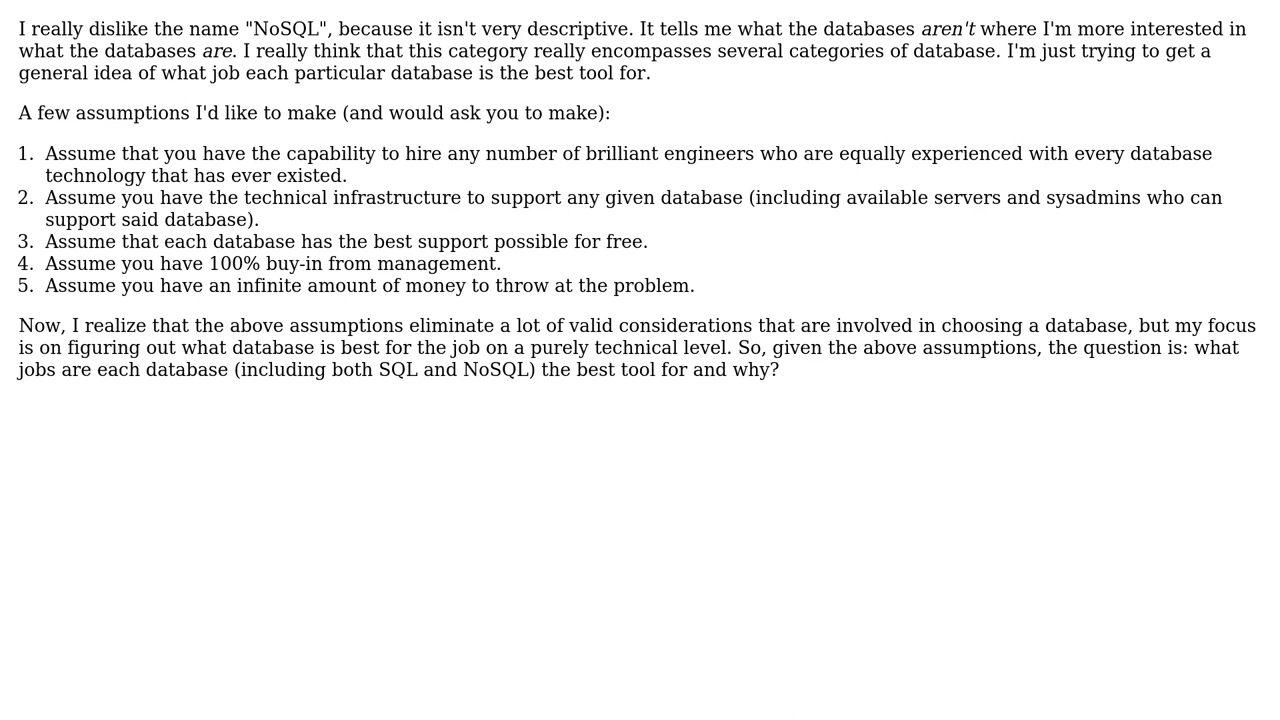 I really dislike the name "NoSQL", because it isn't very descriptive. It tells me what the databases aren't where I'm more interested in
what the databases are. I really think that this category really encompasses several categories of database. I'm just trying to get a
general idea of what job each particular database is the best tool for.
A few assumptions I'd like to make (and would ask you to make):
1. Assume that you have the capability to hire any number of brilliant engineers who are equally experienced with every database
technology that has ever existed.
2. Assume you have the technical infrastructure to support any given database (including available servers and sysadmins who can
support said database).
3. Assume that each database has the best support possible for free.
4. Assume you have 100% buy-in from management.
5. Assume you have an infinite amount of money to throw at the problem.
Now, I realize that the above assumptions eliminate a lot of valid considerations that are involved in choosing a database, but my focus
is on figuring out what database is best for the job on a purely technical level. So, given the above assumptions, the question is: what
jobs are each database (including both SQL and NoSQL) the best tool for and why?